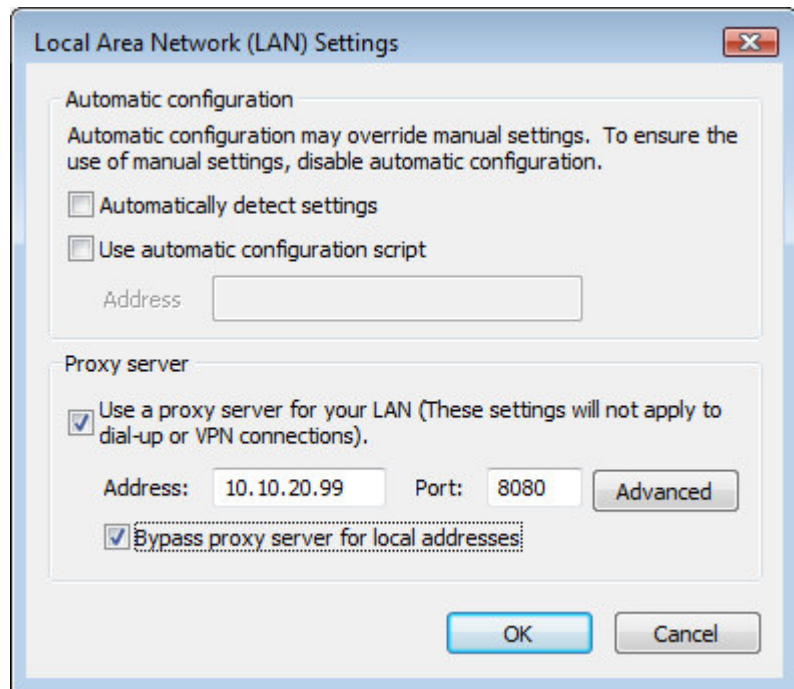 Local Area Network (LAN) Settings
Automatic configuration
Automatic configuration may override manual settings.  To ensure the
use of manual settings, disable automatic configuration.
Automatically detect settings
Use automatic configuration script
Address
Proxy server
Use a proxy server for your LAN (These settings will not apply to
dial-up or VPN connections).
Address: 10.10.20.99 Port: 8080 Advanced
Bypass proxy server for local addresses
OK Cancel